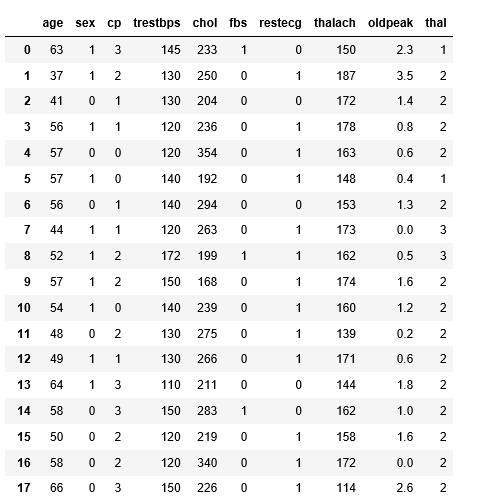 age sex cp trestbps chol fbs restecg thalach oldpeak thal
0 63 1 3 145 233 1 0 150 2.3 1
1 37 1 2 130 250 0 1 187 3.5 2
2 41 0 1 130 204 0 0 172 1.4 2
3 56 1 1 120 236 0 1 178 0.8 2
4 57 0 0 120 354 0 1 163 0.6 2
5 57 1 0 140 192 0 1 148 0.4 1
6 56 0 1 140 294 0 0 153 1.3 2
7 44 1 1 120 263 0 1 173 0.0 3
8 52 1 2 172 199 1 1 162 0.5 3
9 57 1 2 150 168 0 1 174 1.6 2
10 54 1 0 140 239 0 1 160 1.2 2
11 48 0 2 130 275 0 1 139 0.2 2
12 49 1 1 130 266 0 1 171 0.6 2
13 64 1 3 110 211 0 0 144 1.8 2
14 58 0 3 150 283 1 0 162 1.0 2
15 50 0 2 120 219 0 1 158 1.6 2
16 58 0 2 120 340 0 1 172 0.0 2
17 66 0 3 150 226 0 1 114 2.6 2